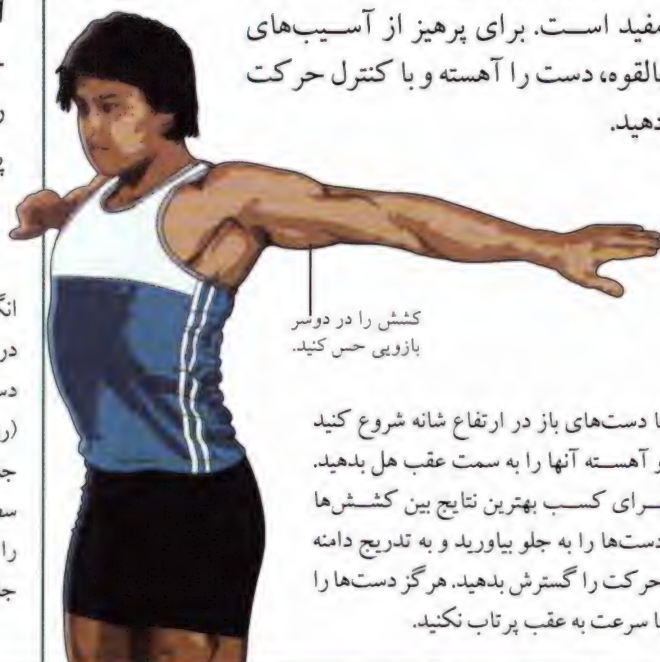 مفید است. برای پرهیز از آسیب‌های
بالقوه، دست را آهسته و با کنترل حرکت
دهید.
کشش را در دوسر
بازویی حس کنید.
با دست‌های باز در ارتفاع شانه شروع کنید
و آهسته آنها را به سمت عقب هل بدهید.
برای کسب بهترین نتایج بین کشش‌ها
دست‌ها را به جلو بیاورید و به تدریج دامنه
حرکت را گسترش بدهید. هرگز دست‌ها را
با سرعت به عقب پرتاب نکنید.